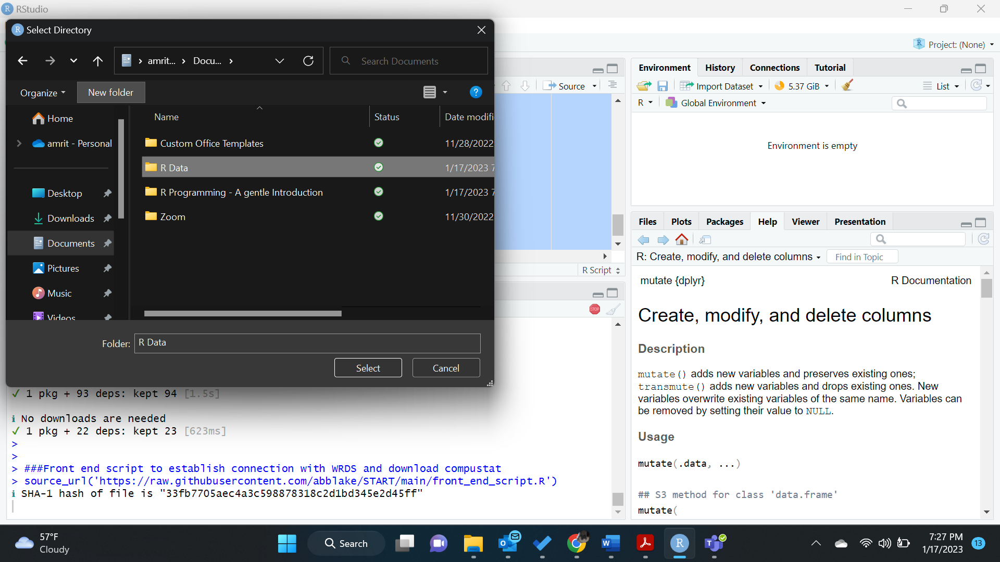 RStudio
Select Directory
amrit... > Docu... >
Search Documents
Organize
New folder
Home
amrit - Personal
Desktop
Downloads
Documents
Pictures
Music
Videos
Name Status Date modifi
Custom Office Templates 11/28/2022
R Data 1/17/2023 7
R Programming - A gentle Introduction 1/17/2023 7
Zoom 11/30/2022
Folder: R Data
Select Cancel
Project: (None)
Source
R Script
STOP
✓ 1 pkg + 93 deps: kept 94 [1.5s]
i No downloads are needed
✓ 1 pkg + 22 deps: kept 23 [623ms]
>
>
> ###Front end script to establish connection with WRDS and download compustat
> source_url('https://raw.githubusercontent.com/abblake/START/main/front_end_script.R')
i SHA-1 hash of file is "33fb7705aec4a3c598878318c2d1bd345e2d45ff"
Environment History Connections Tutorial
Import Dataset 5.37 GiB List
R Global Environment
Environment is empty
Files Plots Packages Help Viewer Presentation
R: Create, modify, and delete columns Find in Topic
mutate {dplyr} R Documentation
Create, modify, and delete columns
Description
mutate() adds new variables and preserves existing ones;
transmute() adds new variables and drops existing ones. New
variables overwrite existing variables of the same name. Variables can
be removed by setting their value to NULL.
Usage
mutate(.data, ...)
## S3 method for class 'data.frame'
mutate(
57°F
Cloudy
Search
7:27 PM
1/17/2023
13